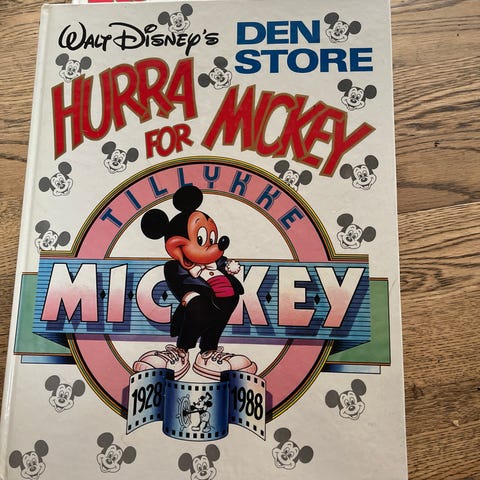 Walt Disney's
DEN
STORE
HURRA
FOR MICKEY
TILLYKKE
MICKEY
1928 1988